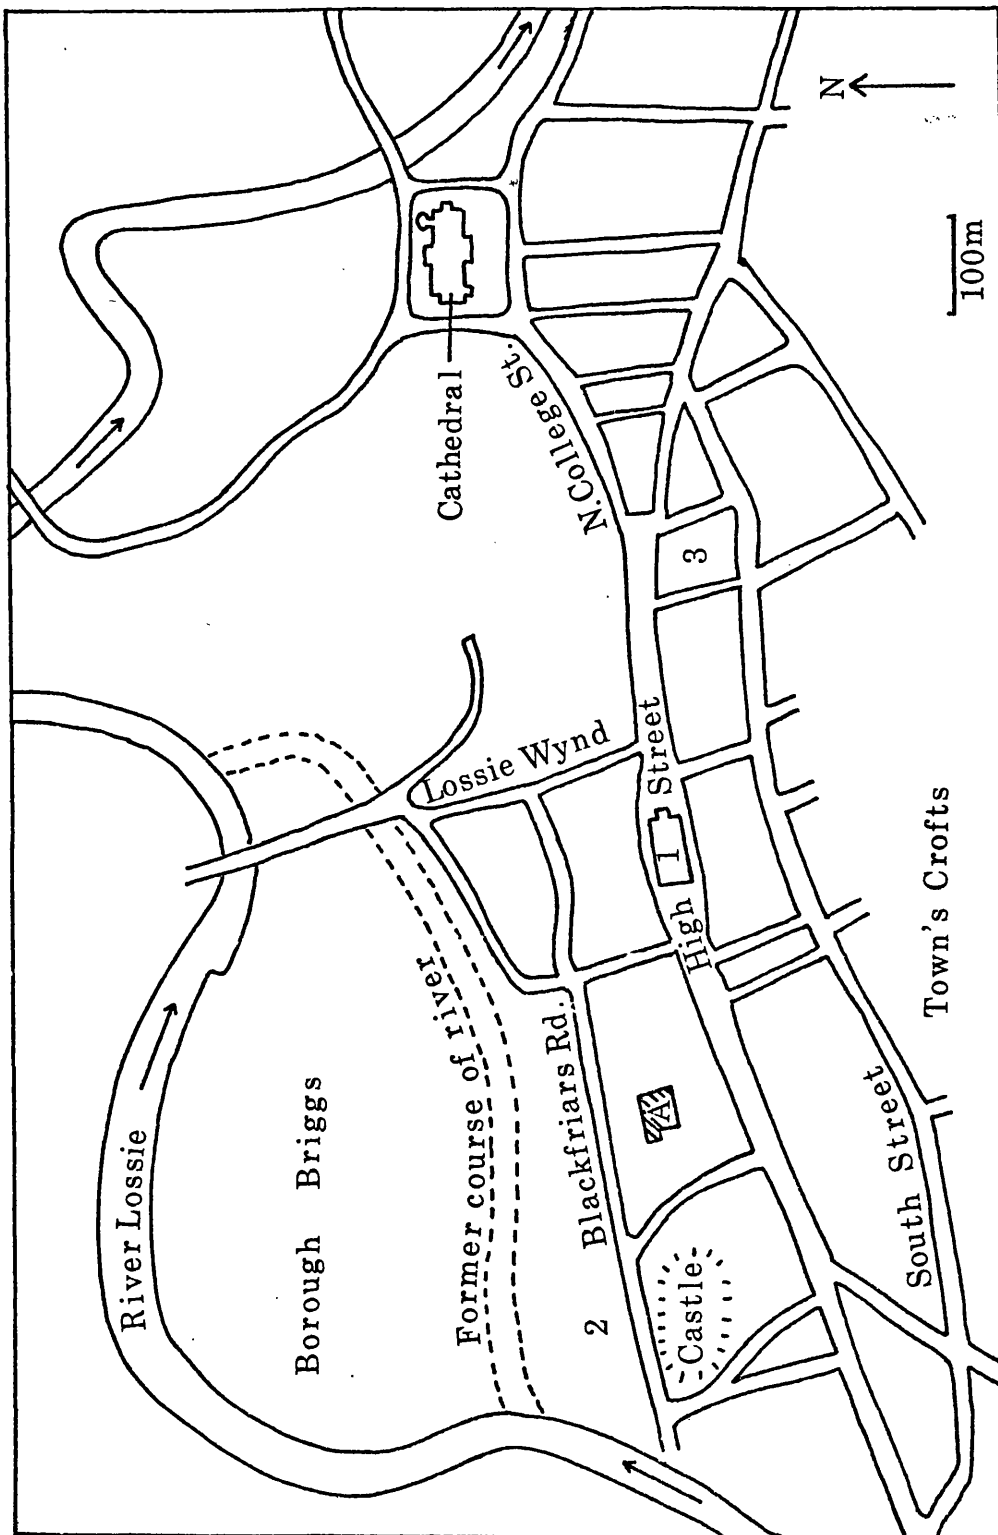 River Lossie
Borough Briggs
Former course of river
2
Blackfriars Rd.
Castle
A
Lossie Wynd
High Street
1
South Street
Town's Crofts
Cathedral
N. College St.
3
N
100m